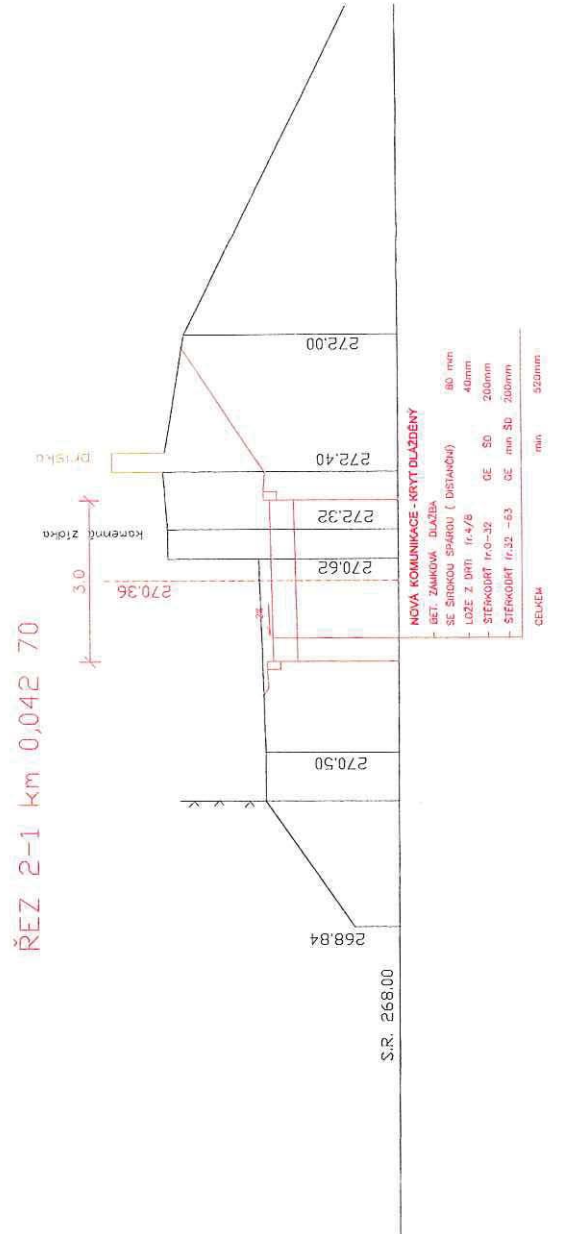 ŘEZ 2-1 km 0,042 70
3.0
270.36
kamenná zídka
272.00
272.40
272.32
270.62
270.50
268.84
S.R. 268.00
NOVÁ KOMUNIKACE - KRYT DLÁŽDĚNÝ
BET. ZÁMKOVÁ DLAŽBA
SE ŠIROKOU SPÁROU ( DISTANČNÍ) 80 mm
LOŽE Z DRTI fr.4/8 40mm
ŠTĚRKODRŤ fr.0-32 GE ŠD 200mm
ŠTĚRKODRŤ fr.32 -63 GE min ŠD 200mm
CELKEM min 520mm